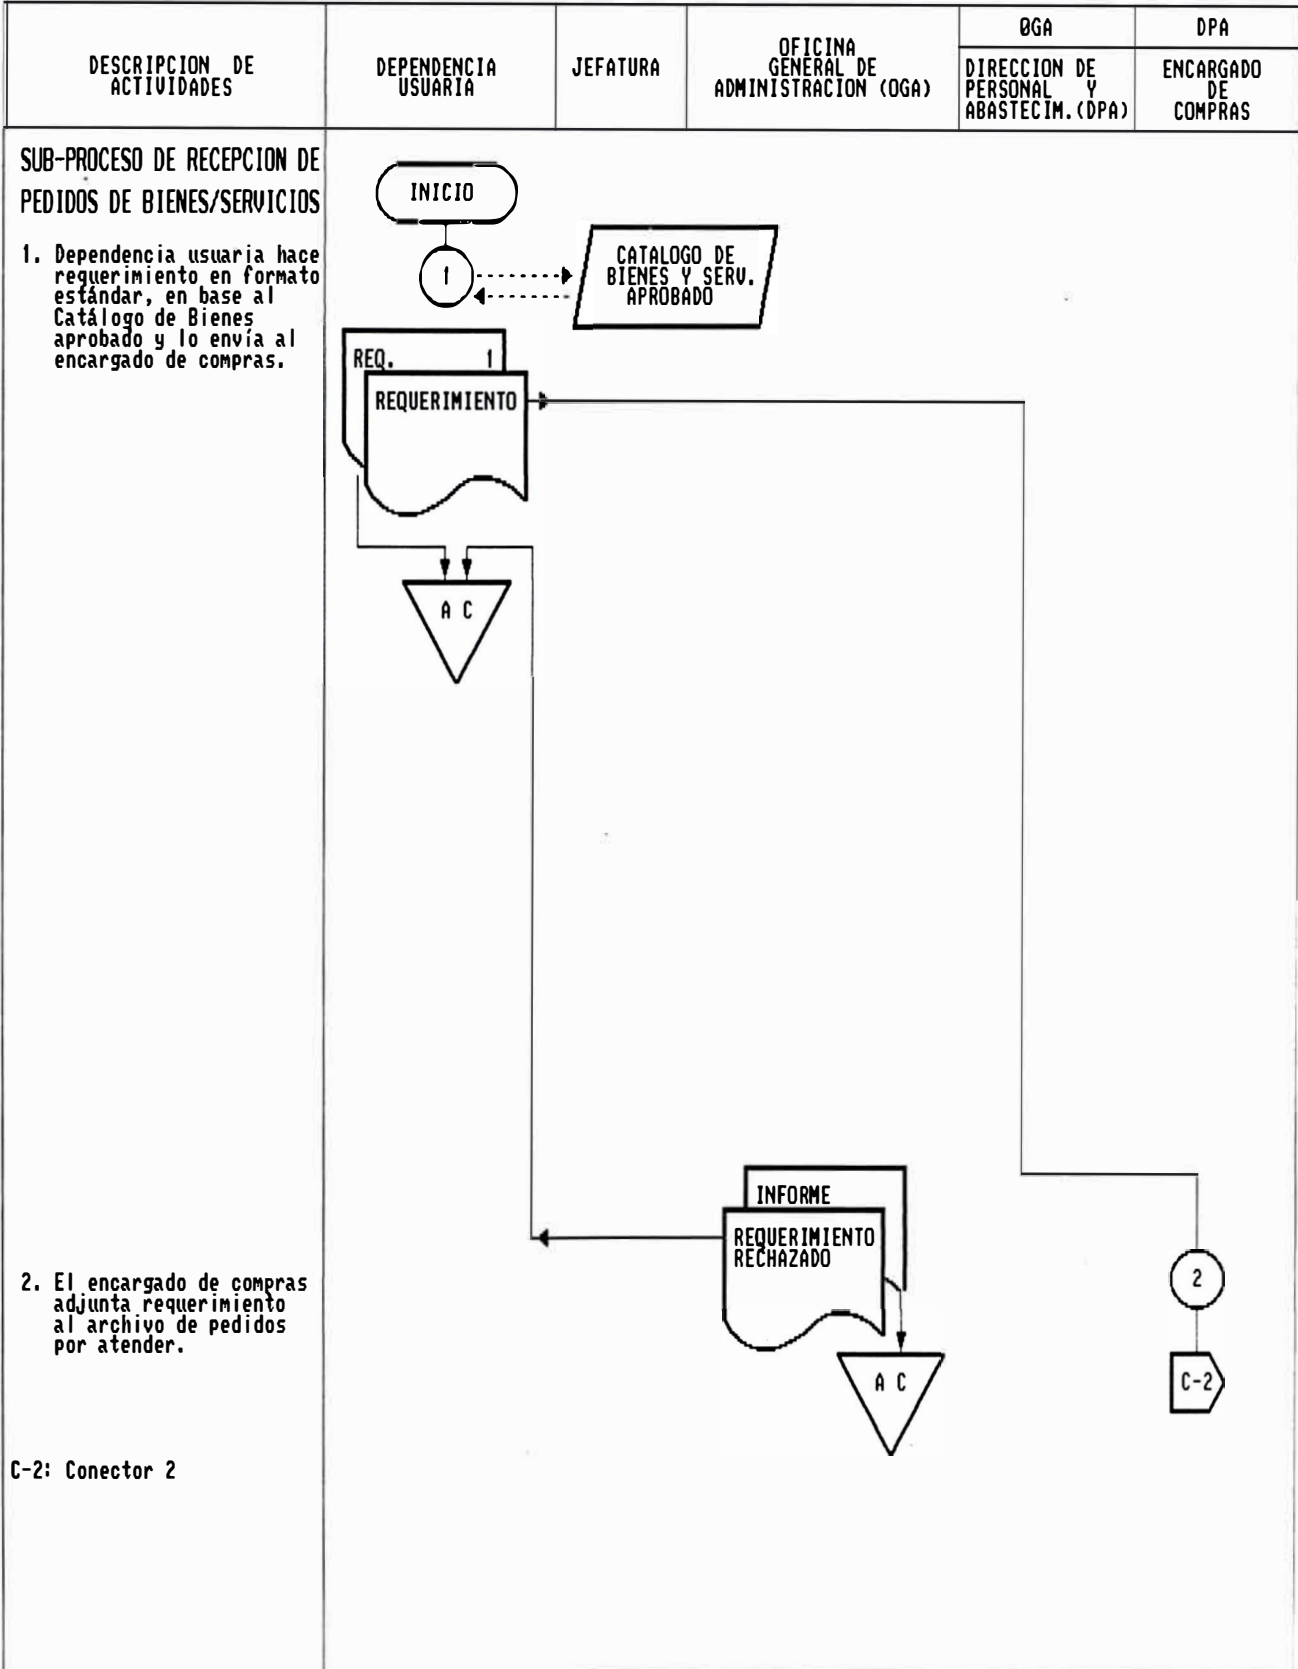 DESCRIPCION DE
ACTIVIDADES
DEPENDENCIA
USUARIA
JEFATURA
OFICINA
GENERAL DE
ADMINISTRACION (OGA)
OGA
DIRECCION DE
PERSONAL Y
ABASTECIM.(DPA)
DPA
ENCARGADO
DE
COMPRAS
SUB-PROCESO DE RECEPCION DE
PEDIDOS DE BIENES/SERVICIOS
1. Dependencia usuaria hace
requerimiento en formato
estándar, en base al
Catálogo de Bienes
aprobado y lo envía al
encargado de compras.
INICIO
1
CATALOGO DE
BIENES Y SERV.
APROBADO
REQ. 1
REQUERIMIENTO
A C
INFORME
REQUERIMIENTO
RECHAZADO
A C
2
C-2
2. El encargado de compras
adjunta requerimiento
al archivo de pedidos
por atender.
C-2: Conector 2